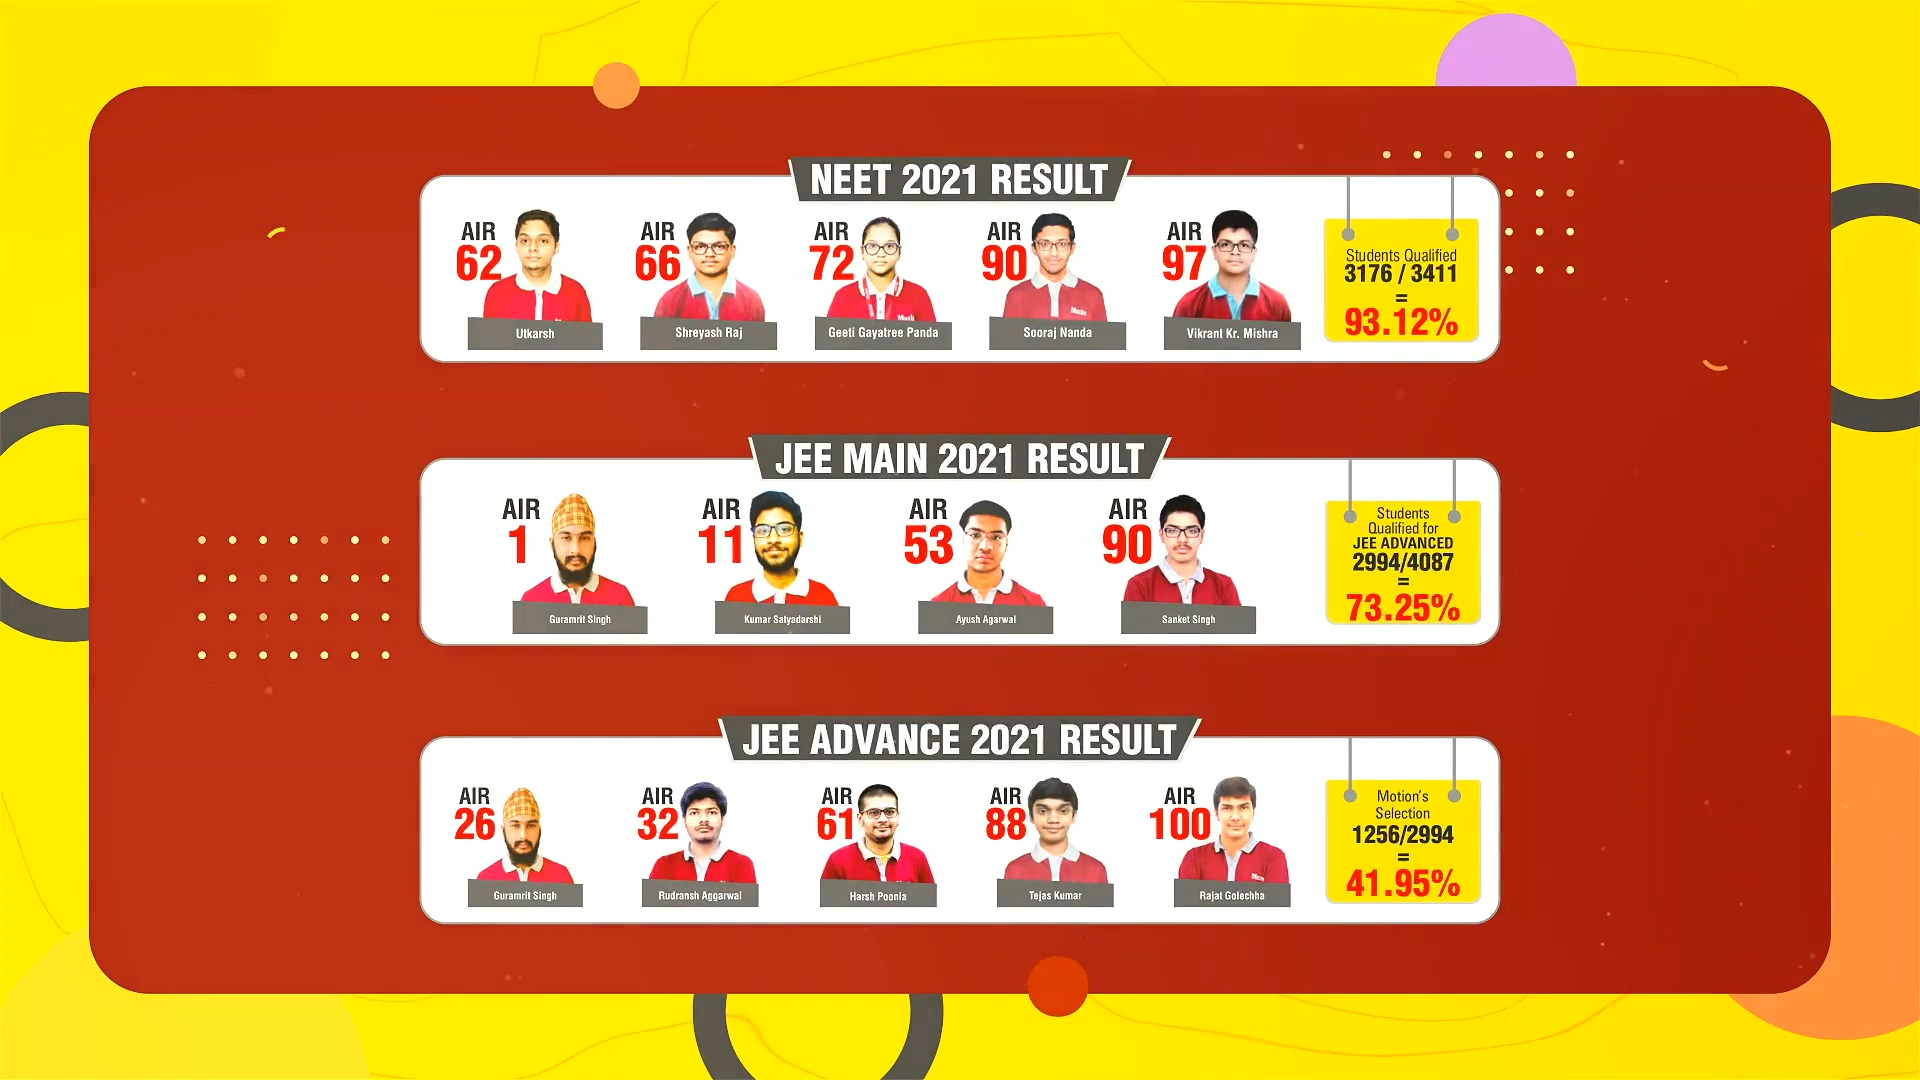 NEET 2021 RESULT
AIR
62
Utkarsh
AIR
66
Shreyash Raj
AIR
72
Geeti Gayatree Panda
AIR
90
Sooraj Nanda
AIR
97
Vikrant Kr. Mishra
Students Qualified
3176 / 3411
=
93.12%
JEE MAIN 2021 RESULT
AIR
1
Guramrit Singh
AIR
11
Kumar Satyadarshi
AIR
53
Ayush Agarwal
AIR
90
Sanket Singh
Students
Qualified for
JEE ADVANCED
2994/4087
=
73.25%
JEE ADVANCE 2021 RESULT
AIR
26
Guramrit Singh
AIR
32
Rudransh Aggarwal
AIR
61
Harsh Poonia
AIR
88
Tejas Kumar
AIR
100
Rajat Golechha
Motion's
Selection
1256/2994
=
41.95%